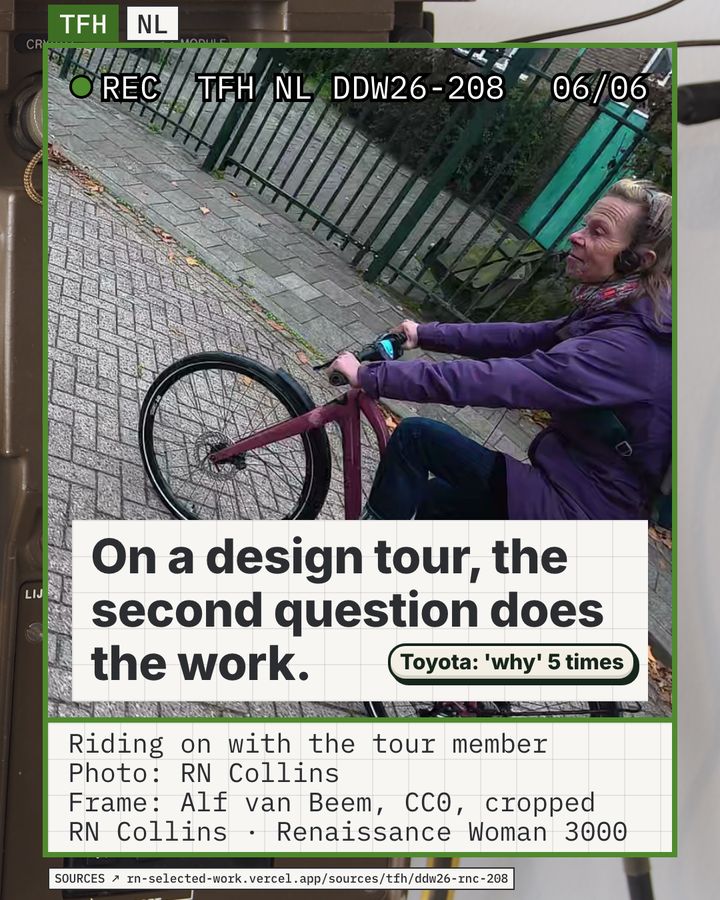 TFH NL
REC TFH NL DDW26-208 06/06
On a design tour, the
second question does
the work.
Toyota: 'why' 5 times
Riding on with the tour member
Photo: RN Collins
Frame: Alf van Beem, CC0, cropped
RN Collins · Renaissance Woman 3000
SOURCES ↗ rn-selected-work.vercel.app/sources/tfh/ddw26-rnc-208